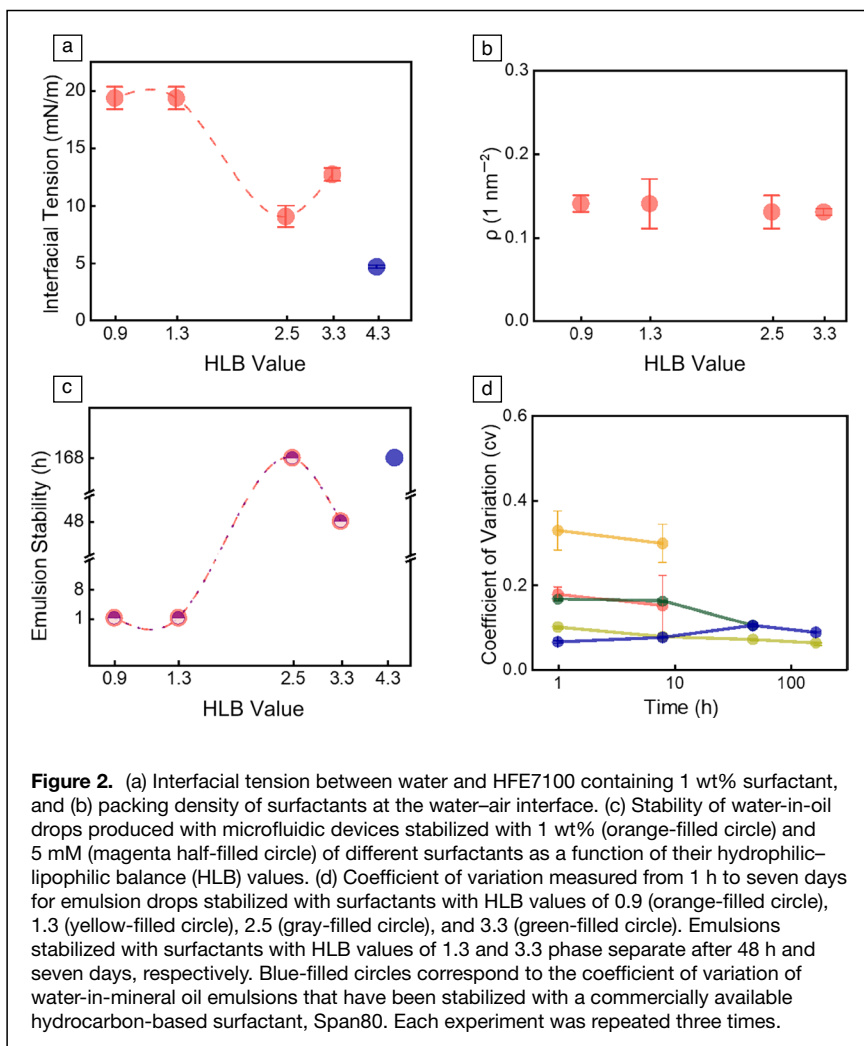 a
Interfacial Tension (mN/m)
20
15
10
5
0
0.9 1.3 2.5 3.3 4.3
HLB Value
b
ρ (1 nm⁻²)
0.3
0.2
0.1
0.0
0.9 1.3 2.5 3.3
HLB Value
c
Emulsion Stability (h)
168
48
8
1
0.9 1.3 2.5 3.3 4.3
HLB Value
d
Coefficient of Variation (cv)
0.6
0.4
0.2
0.0
1 10 100
Time (h)
Figure 2. (a) Interfacial tension between water and HFE7100 containing 1 wt% surfactant,
and (b) packing density of surfactants at the water–air interface. (c) Stability of water-in-oil
drops produced with microfluidic devices stabilized with 1 wt% (orange-filled circle) and
5 mM (magenta half-filled circle) of different surfactants as a function of their hydrophilic–
lipophilic balance (HLB) values. (d) Coefficient of variation measured from 1 h to seven days
for emulsion drops stabilized with surfactants with HLB values of 0.9 (orange-filled circle),
1.3 (yellow-filled circle), 2.5 (gray-filled circle), and 3.3 (green-filled circle). Emulsions
stabilized with surfactants with HLB values of 1.3 and 3.3 phase separate after 48 h and
seven days, respectively. Blue-filled circles correspond to the coefficient of variation of
water-in-mineral oil emulsions that have been stabilized with a commercially available
hydrocarbon-based surfactant, Span80. Each experiment was repeated three times.